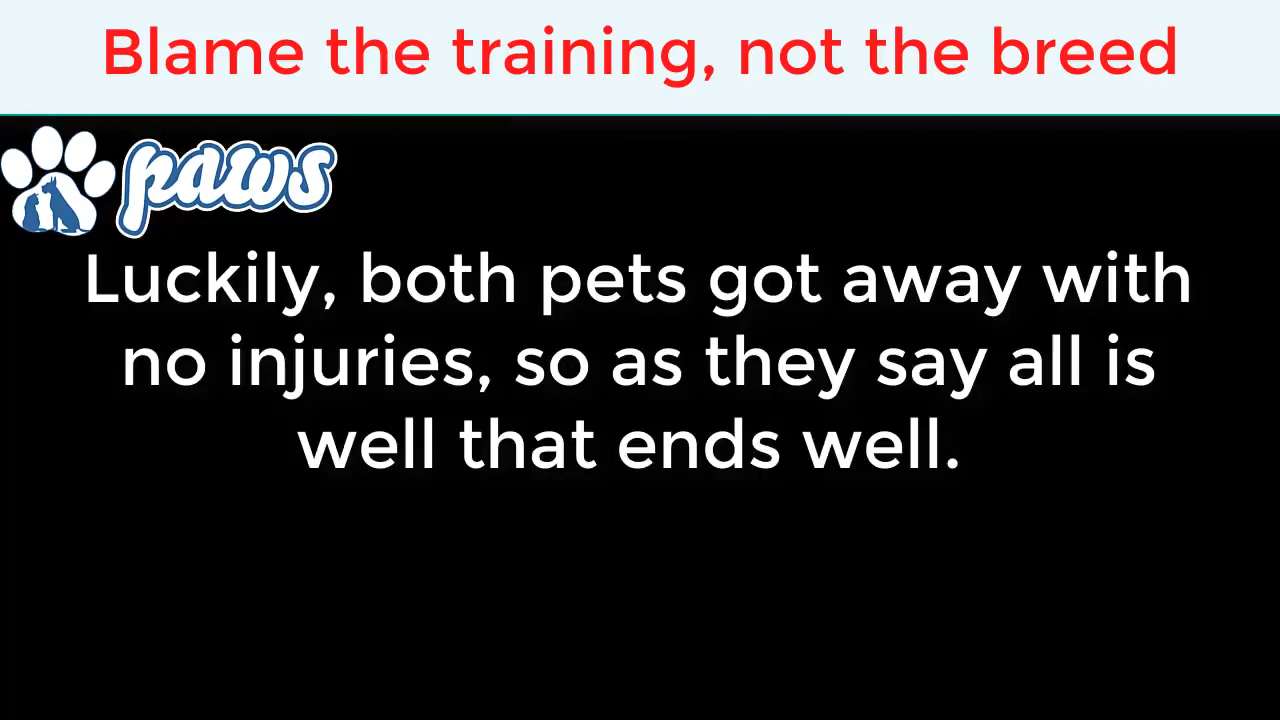 Blame the training, not the breed
paws
Luckily, both pets got away with
no injuries, so as they say all is
well that ends well.